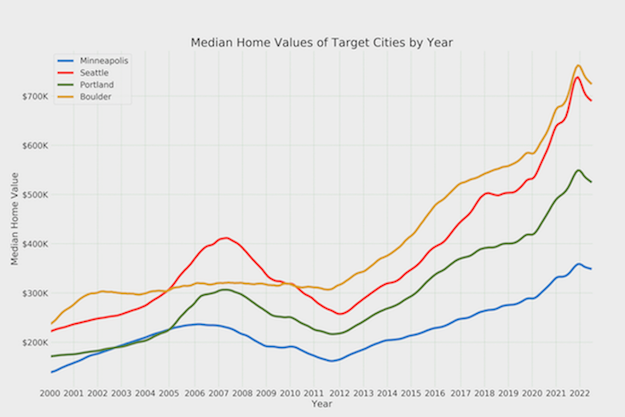 Median Home Values of Target Cities by Year
Minneapolis
Seattle
Portland
Boulder
$700K
$600K
$500K
$400K
$300K
$200K
Median Home Value
2000 2001 2002 2003 2004 2005 2006 2007 2008 2009 2010 2011 2012 2013 2014 2015 2016 2017 2018 2019 2020 2021 2022
Year